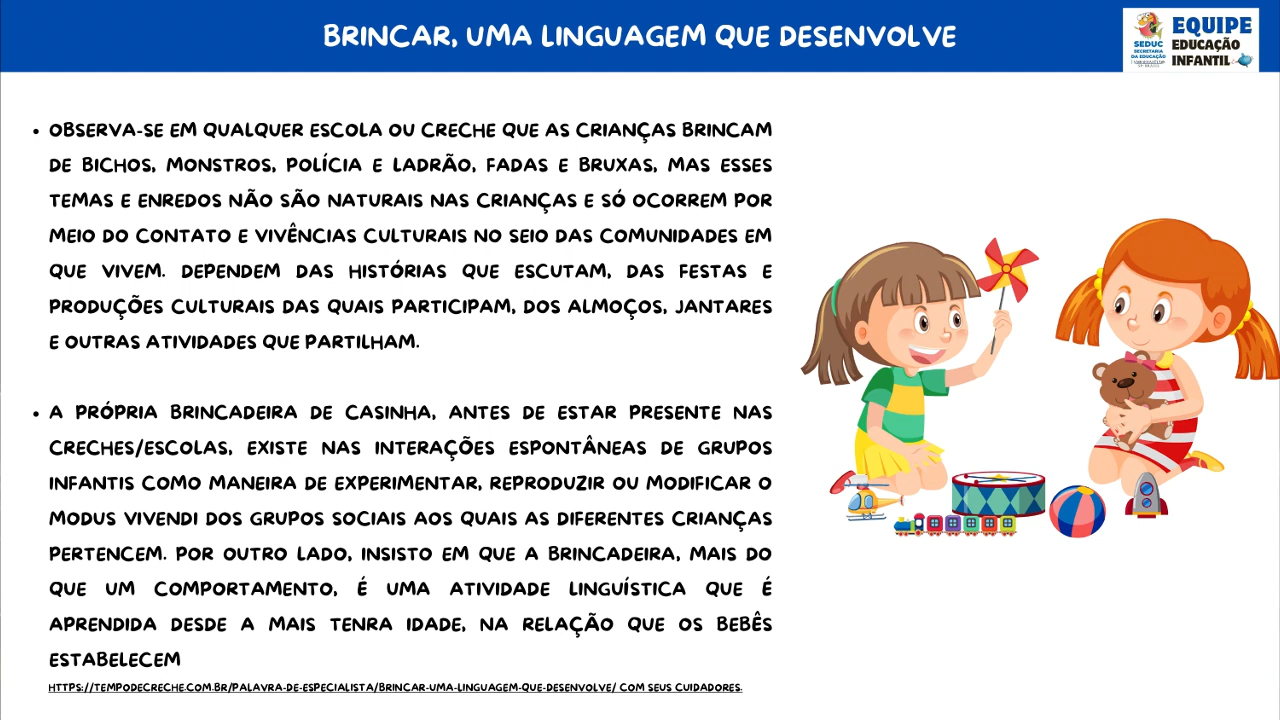 BRINCAR, UMA LINGUAGEM QUE DESENVOLVE
SEDUC
SECRETARIA
DA EDUCAÇÃO
EQUIPE
EDUCAÇÃO
INFANTIL
• OBSERVA-SE EM QUALQUER ESCOLA OU CRECHE QUE AS CRIANÇAS BRINCAM
DE BICHOS, MONSTROS, POLÍCIA E LADRÃO, FADAS E BRUXAS, MAS ESSES
TEMAS E ENREDOS NÃO SÃO NATURAIS NAS CRIANÇAS E SÓ OCORREM POR
MEIO DO CONTATO E VIVÊNCIAS CULTURAIS NO SEIO DAS COMUNIDADES EM
QUE VIVEM. DEPENDEM DAS HISTÓRIAS QUE ESCUTAM, DAS FESTAS E
PRODUÇÕES CULTURAIS DAS QUAIS PARTICIPAM, DOS ALMOÇOS, JANTARES
E OUTRAS ATIVIDADES QUE PARTILHAM.
• A PRÓPRIA BRINCADEIRA DE CASINHA, ANTES DE ESTAR PRESENTE NAS
CRECHES/ESCOLAS, EXISTE NAS INTERAÇÕES ESPONTÂNEAS DE GRUPOS
INFANTIS COMO MANEIRA DE EXPERIMENTAR, REPRODUZIR OU MODIFICAR O
MODUS VIVENDI DOS GRUPOS SOCIAIS AOS QUAIS AS DIFERENTES CRIANÇAS
PERTENCEM. POR OUTRO LADO, INSISTO EM QUE A BRINCADEIRA, MAIS DO
QUE UM COMPORTAMENTO, É UMA ATIVIDADE LINGUÍSTICA QUE É
APRENDIDA DESDE A MAIS TENRA IDADE, NA RELAÇÃO QUE OS BEBÊS
ESTABELECEM
HTTPS://TEMPODECRECHE.COM.BR/PALAVRA-DE-ESPECIALISTA/BRINCAR-UMA-LINGUAGEM-QUE-DESENVOLVE/ COM SEUS CUIDADORES.